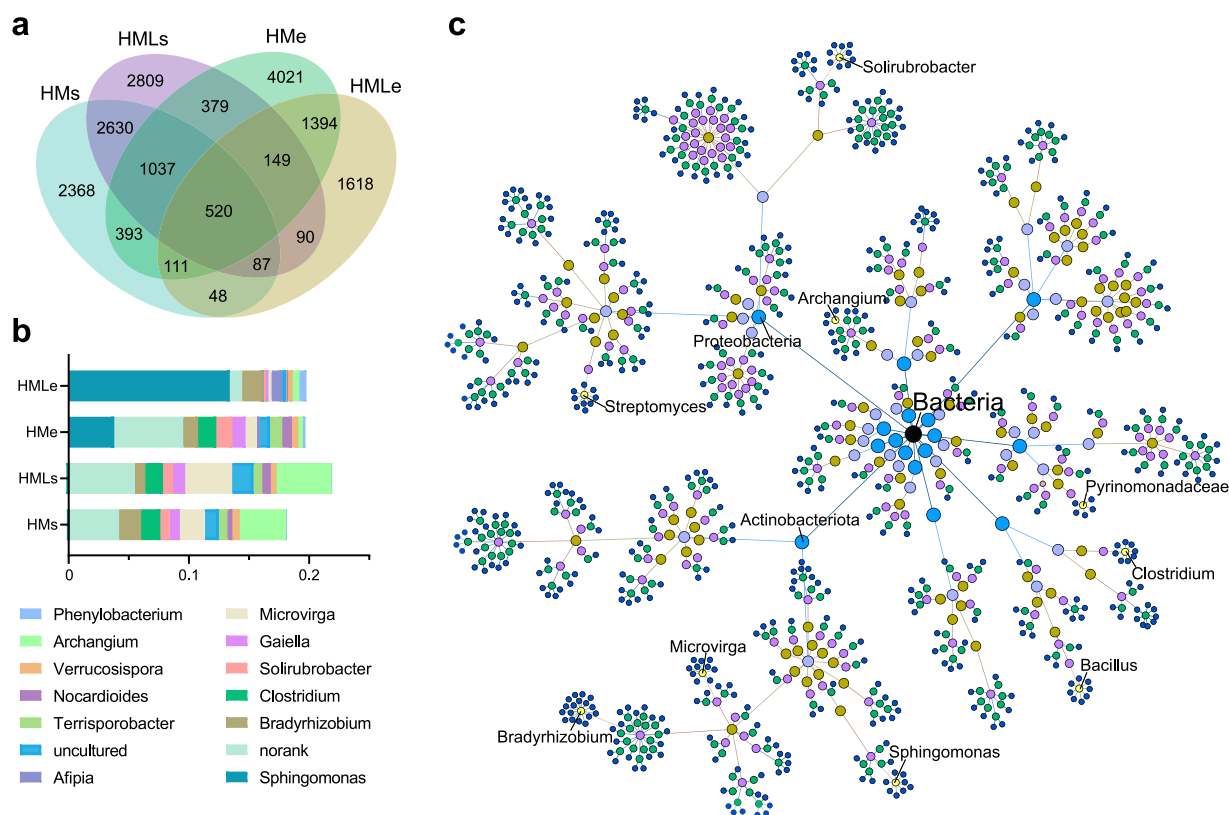 a
HMs
HMLs
HMe
HMLe
2809
4021
379
2630
1394
1037
149
2368
1618
520
393
90
111
87
48
b
HMLe
HMe
HMLs
HMs
0
0.1
0.2
Phenylobacterium
Archangium
Verrucosispora
Nocardioides
Terrisporobacter
uncultured
Afipia
Microvirga
Gaiella
Solirubrobacter
Clostridium
Bradyrhizobium
norank
Sphingomonas
c
Solirubrobacter
Archangium
Proteobacteria
Streptomyces
Bacteria
Pyrinomonadaceae
Actinobacteriota
Clostridium
Microvirga
Bacillus
Bradyrhizobium
Sphingomonas